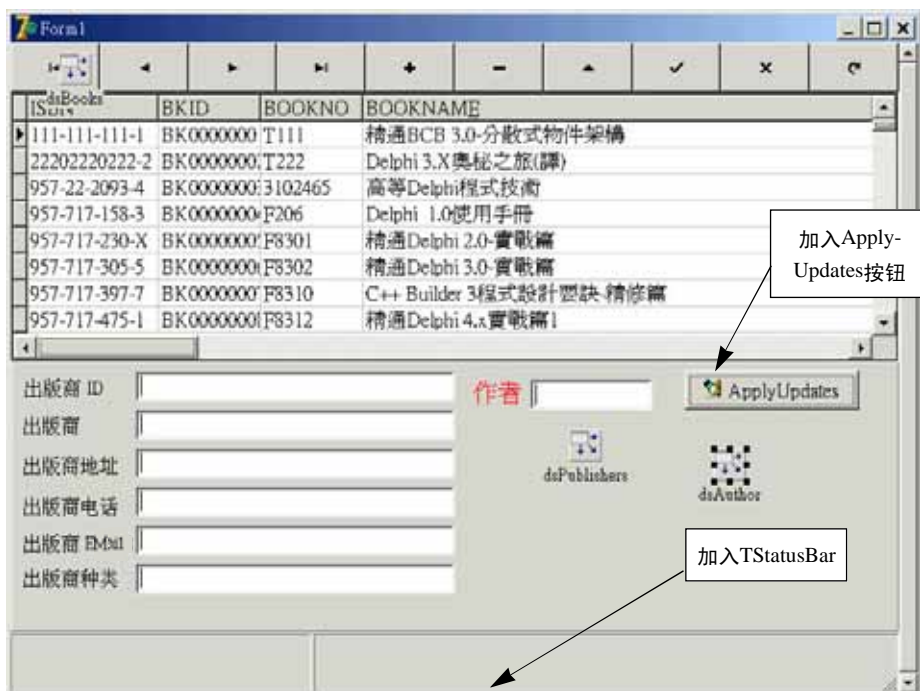 Form1
dsBooks
BKID BOOKNO BOOKNAME
111-111-111-1 BK0000000 T111 精通BCB 3.0-分散式物件架構
22202220222-2 BK0000000 T222 Delphi 3.X奧秘之旅(譯)
957-22-2093-4 BK0000000 3102465 高等Delphi程式技術
957-717-158-3 BK0000000 F206 Delphi 1.0使用手冊
957-717-230-X BK0000000 F8301 精通Delphi 2.0-實戰篇
957-717-305-5 BK0000000 F8302 精通Delphi 3.0-實戰篇
957-717-397-7 BK0000000 F8310 C++ Builder 3程式設計要訣-精修篇
957-717-475-1 BK0000000 F8312 精通Delphi 4.x實戰篇1
加入Apply-
Updates按钮
出版商 ID
作者
ApplyUpdates
出版商
出版商地址
dsPublishers
dsAuthor
出版商电话
出版商 EMail
加入TStatusBar
出版商种类